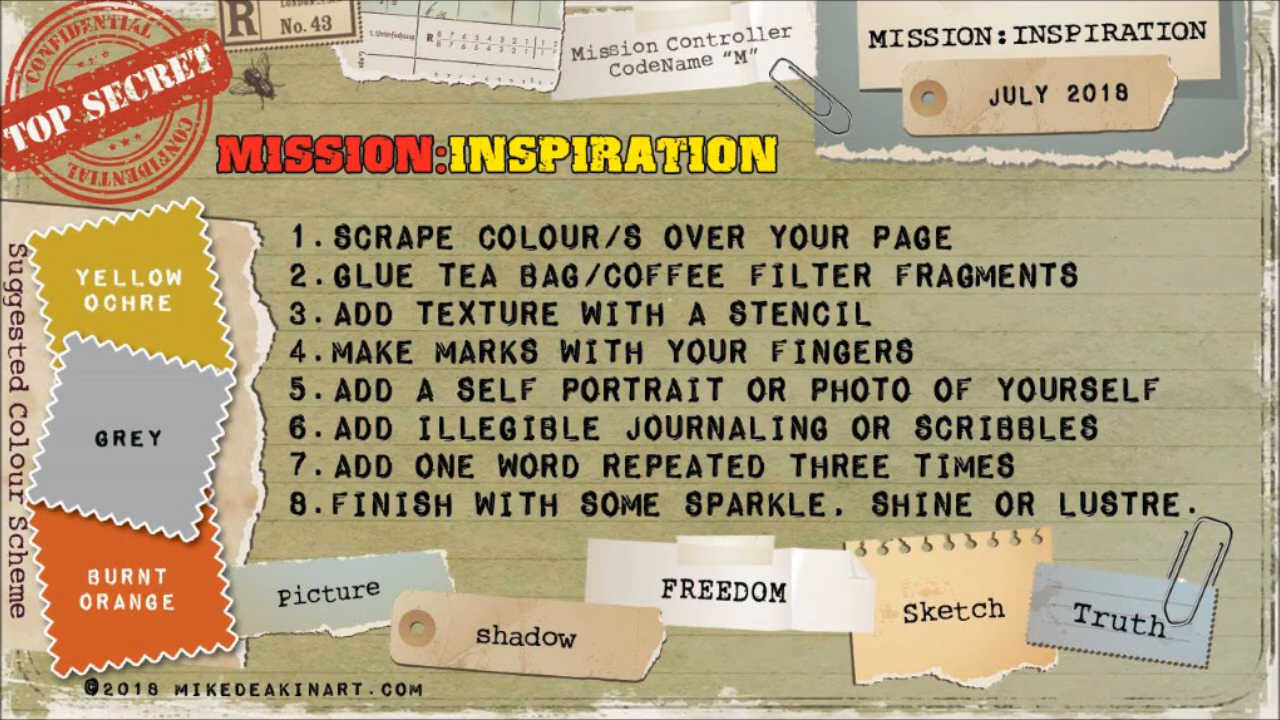 CONFIDENTIAL
TOP SECRET
CONFIDENTIAL
R
No. 43
Mission Controller
CodeName "M"
MISSION:INSPIRATION
JULY 2018
MISSION:INSPIRATION
Suggested Colour Scheme
YELLOW
OCHRE
GREY
BURNT
ORANGE
1. SCRAPE COLOUR/S OVER YOUR PAGE
2. GLUE TEA BAG/COFFEE FILTER FRAGMENTS
3. ADD TEXTURE WITH A STENCIL
4. MAKE MARKS WITH YOUR FINGERS
5. ADD A SELF PORTRAIT OR PHOTO OF YOURSELF
6. ADD ILLEGIBLE JOURNALING OR SCRIBBLES
7. ADD ONE WORD REPEATED THREE TIMES
8. FINISH WITH SOME SPARKLE, SHINE OR LUSTRE.
Picture
shadow
FREEDOM
Sketch
Truth
©2018 MIKEDEAKINART.COM